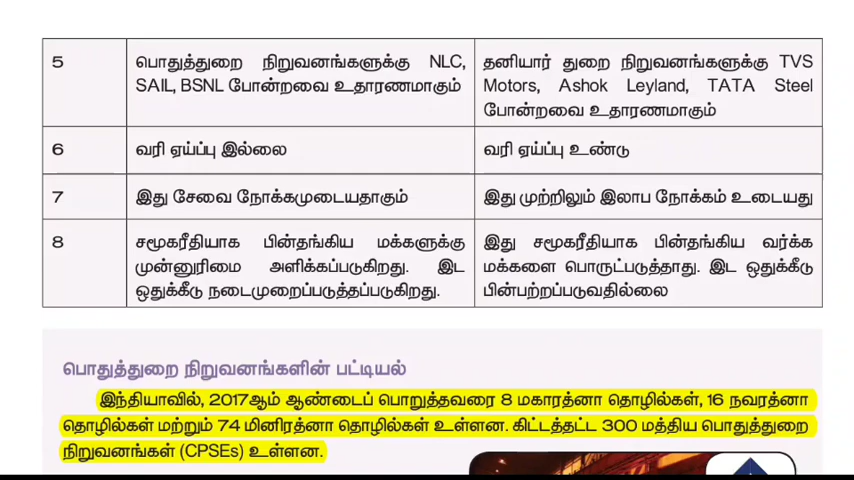 5
பொதுத்துறை நிறுவனங்களுக்கு NLC,
SAIL, BSNL போன்றவை உதாரணமாகும்
தனியார் துறை நிறுவனங்களுக்கு TVS
Motors, Ashok Leyland, TATA Steel
போன்றவை உதாரணமாகும்
6
வரி ஏய்ப்பு இல்லை
வரி ஏய்ப்பு உண்டு
7
இது சேவை நோக்கமுடையதாகும்
இது முற்றிலும் இலாப நோக்கம் உடையது
8
சமூகரீதியாக பின்தங்கிய மக்களுக்கு
முன்னுரிமை அளிக்கப்படுகிறது. இட
ஒதுக்கீடு நடைமுறைப்படுத்தப்படுகிறது.
இது சமூகரீதியாக பின்தங்கிய வர்க்க
மக்களை பொருட்படுத்தாது. இட ஒதுக்கீடு
பின்பற்றப்படுவதில்லை
பொதுத்துறை நிறுவனங்களின் பட்டியல்
இந்தியாவில், 2017ஆம் ஆண்டைப் பொறுத்தவரை 8 மகாரத்னா தொழில்கள், 16 நவரத்னா
தொழில்கள் மற்றும் 74 மினிரத்னா தொழில்கள் உள்ளன. கிட்டத்தட்ட 300 மத்திய பொதுத்துறை
நிறுவனங்கள் (CPSEs) உள்ளன.